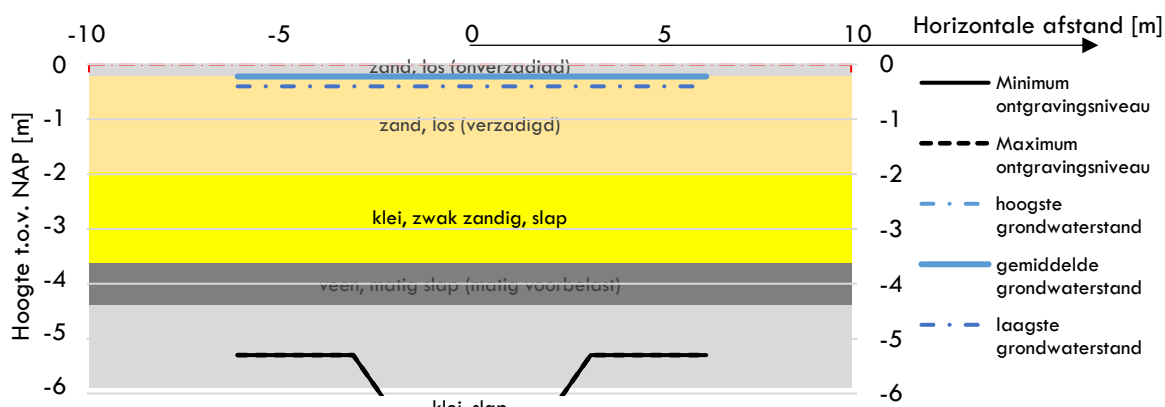 Horizontale afstand [m]
-10 -5 0 5 10
Hoogte t.o.v. NAP [m]
0 zand, los (onverzadigd) 0
-1 zand, los (verzadigd) -1
-2 -2
klei, zwak zandig, slap
-3 -3
-4 veen, matig slap (matig voorbelast) -4
-5 -5
-6 -6
klei, slap
Minimum
ontgravingsniveau
Maximum
ontgravingsniveau
hoogste
grondwaterstand
gemiddelde
grondwaterstand
laagste
grondwaterstand